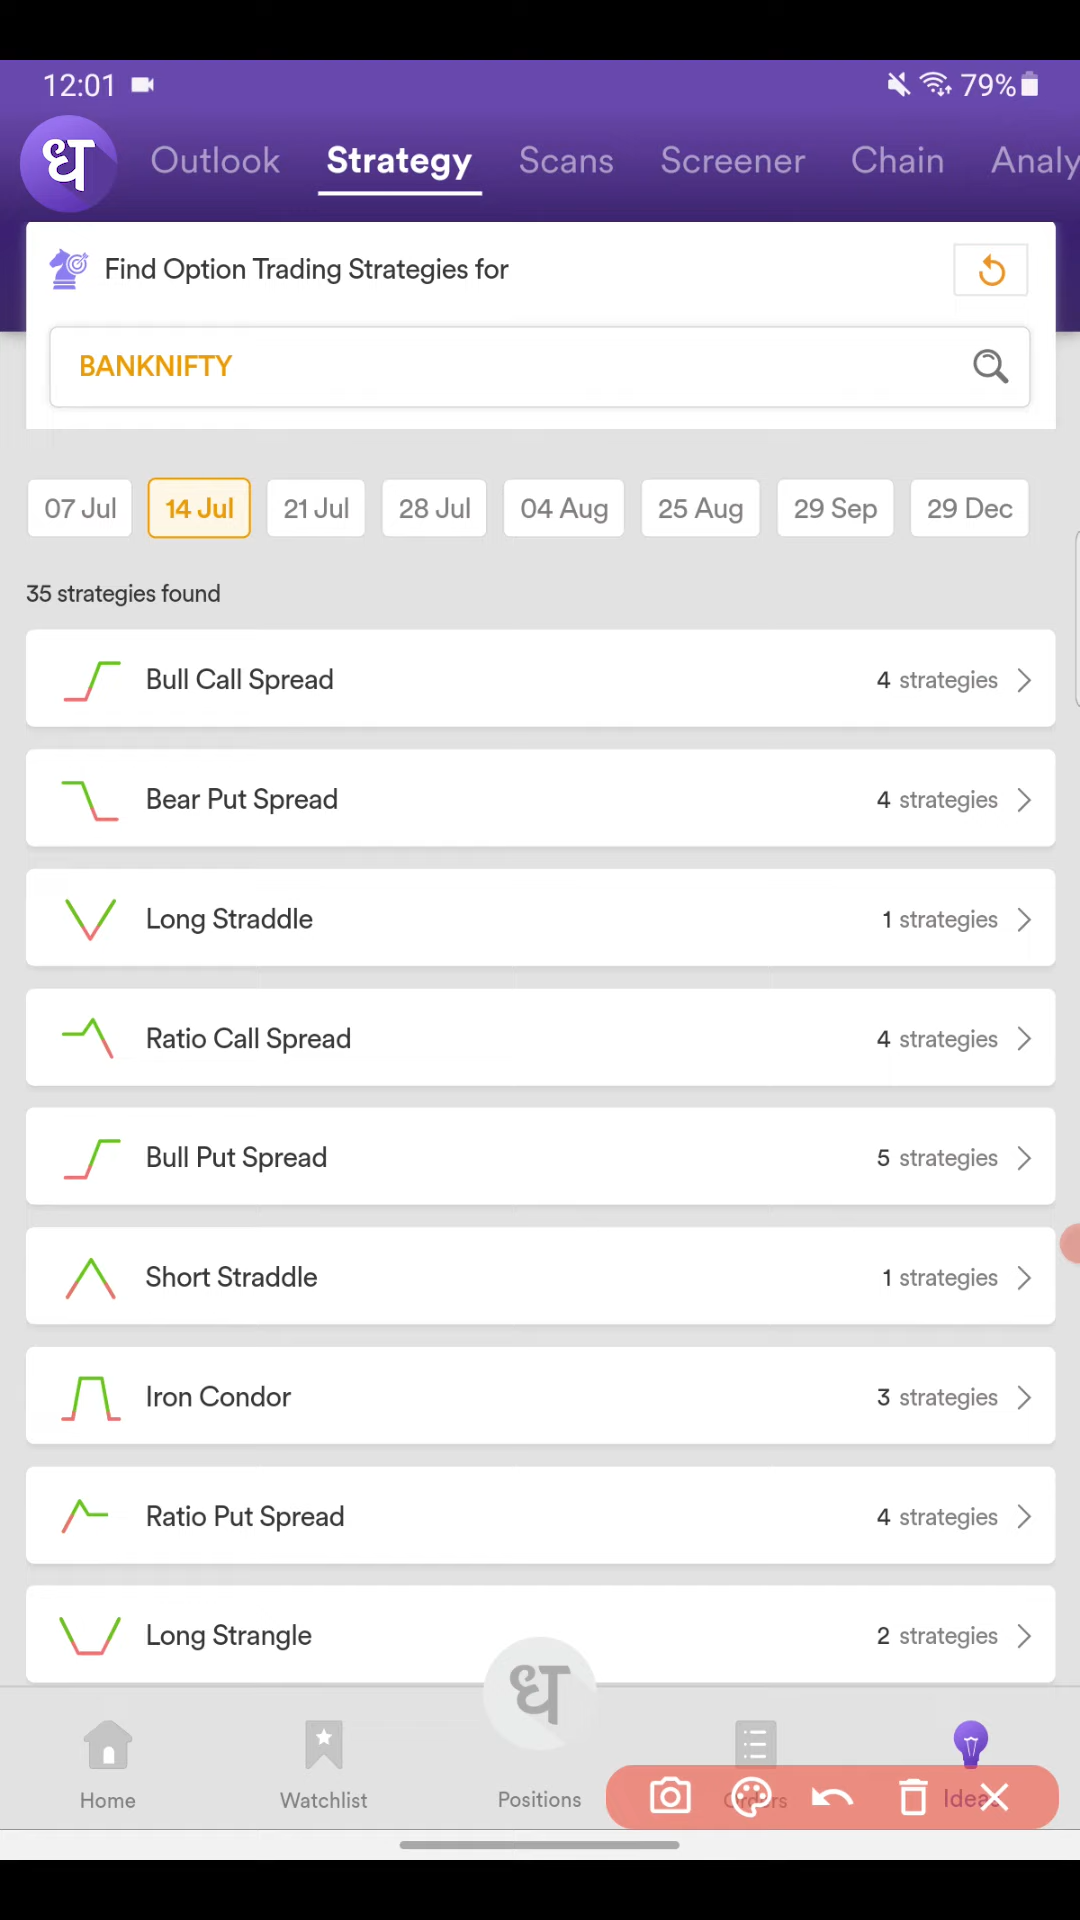 12:01 79%
ध Outlook Strategy Scans Screener Chain Analy
Find Option Trading Strategies for
BANKNIFTY
07 Jul 14 Jul 21 Jul 28 Jul 04 Aug 25 Aug 29 Sep 29 Dec
35 strategies found
Bull Call Spread 4 strategies
Bear Put Spread 4 strategies
Long Straddle 1 strategies
Ratio Call Spread 4 strategies
Bull Put Spread 5 strategies
Short Straddle 1 strategies
Iron Condor 3 strategies
Ratio Put Spread 4 strategies
Long Strangle 2 strategies
ध
Home Watchlist Positions Orders Ideas